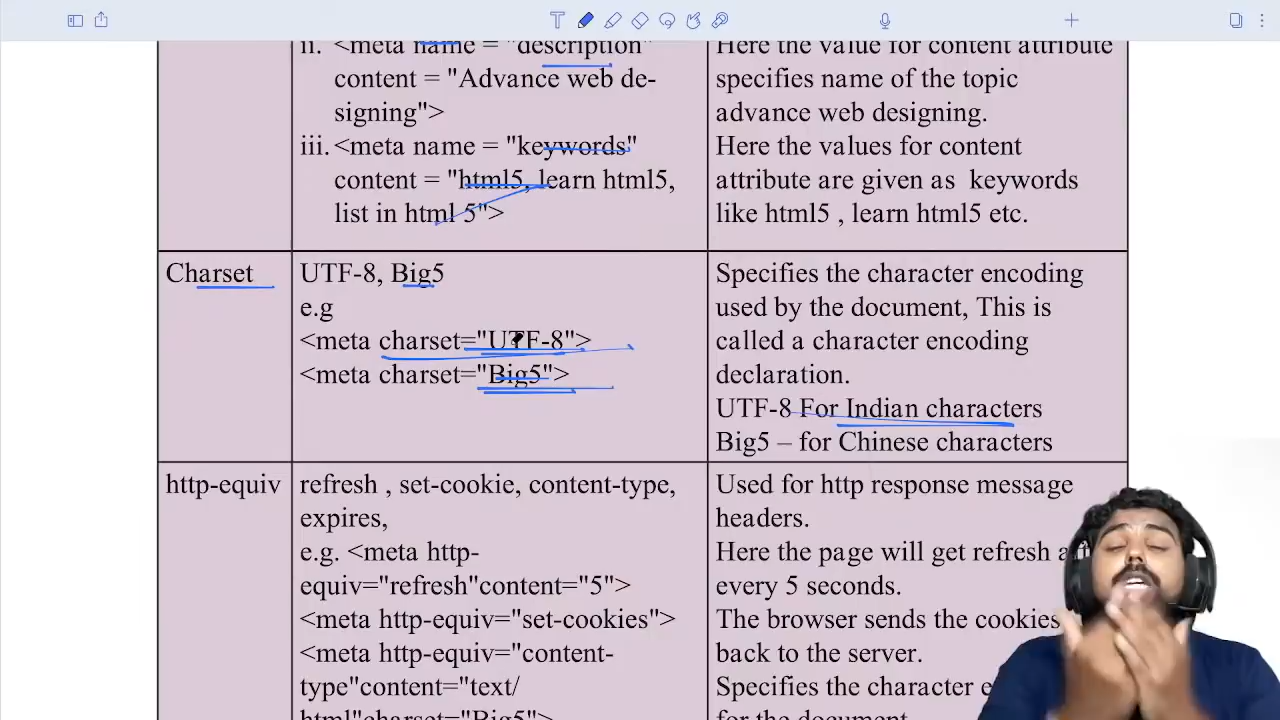 ii. <meta name = "description"
content = "Advance web de-
signing">
iii. <meta name = "keywords"
content = "html5, learn html5,
list in html 5">
Here the value for content attribute
specifies name of the topic
advance web designing.
Here the values for content
attribute are given as keywords
like html5 , learn html5 etc.
Charset
UTF-8, Big5
e.g
<meta charset="UTF-8">
<meta charset="Big5">
Specifies the character encoding
used by the document, This is
called a character encoding
declaration.
UTF-8 For Indian characters
Big5 – for Chinese characters
http-equiv
refresh , set-cookie, content-type,
expires,
e.g. <meta http-
equiv="refresh"content="5">
<meta http-equiv="set-cookies">
<meta http-equiv="content-
type"content="text/
html"charset="Big5">
Used for http response message
headers.
Here the page will get refresh
every 5 seconds.
The browser sends the cookies
back to the server.
Specifies the character
for the document